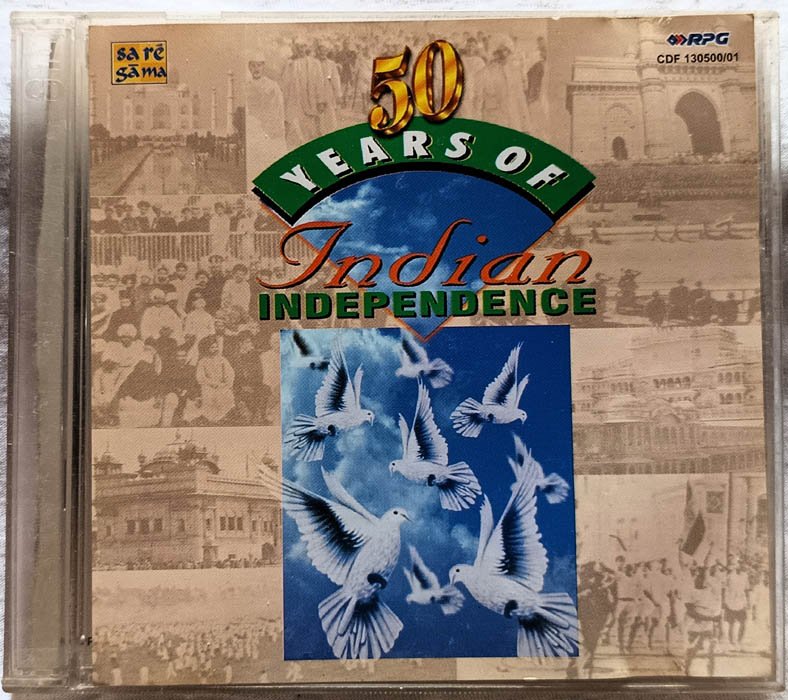 sa rē
gā ma
RPG
CDF 130500/01
50
YEARS OF
Indian
INDEPENDENCE